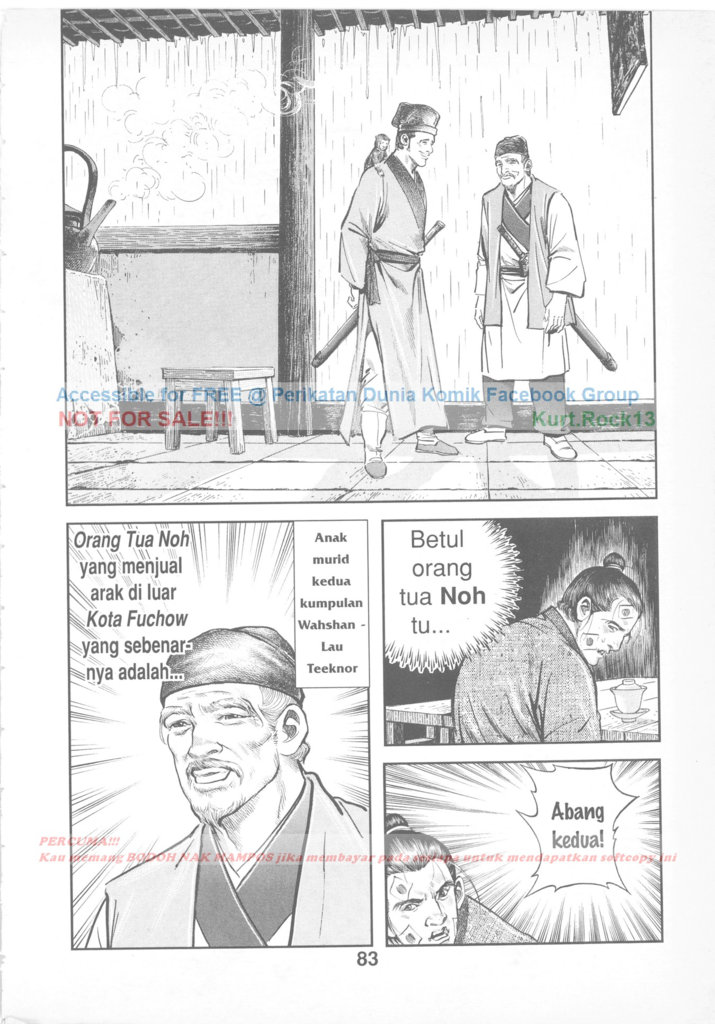 Accessible for FREE @ Perikatan Dunia Komik Facebook Group
NOT FOR SALE!!!
Kurt.Rock13
Orang Tua Noh
yang menjual
arak di luar
Kota Fuchow
yang sebenar-
nya adalah...
Anak
murid
kedua
kumpulan
Wahshan -
Lau
Teeknor
Betul
orang
tua Noh
tu...
Abang
kedua!
PERCUMA!!!
Kau memang BODOH NAK MAMPOS jika membayar pada sesiapa untuk mendapatkan softcopy ini
83